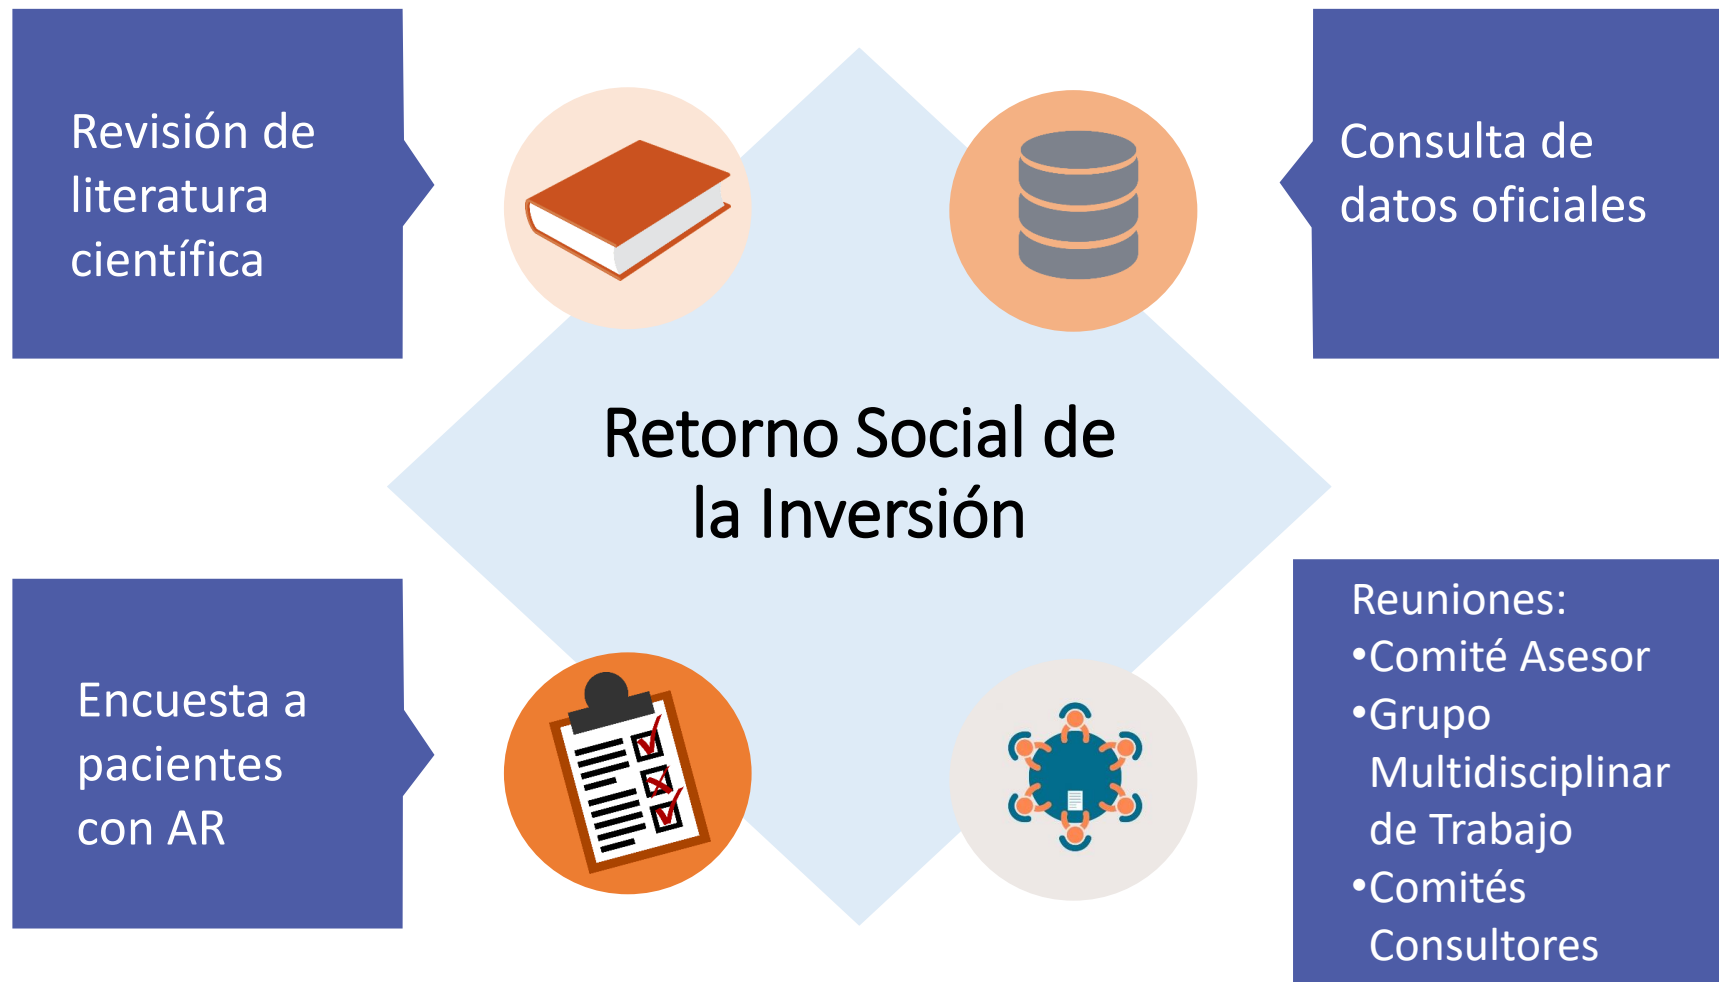 Revisión de
literatura
científica
Consulta de
datos oficiales
Retorno Social de
la Inversión
Encuesta a
pacientes
con AR
Reuniones:
•Comité Asesor
•Grupo
Multidisciplinar
de Trabajo
•Comités
Consultores